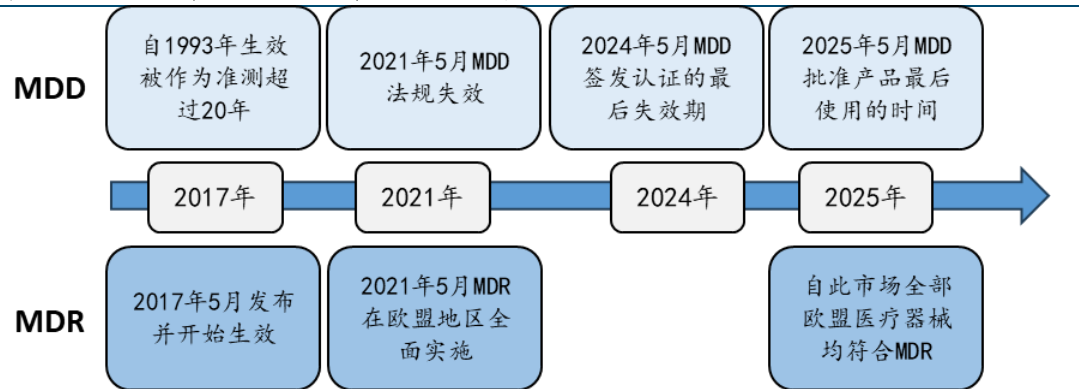 MDD
自1993年生效
被作为准测超
过20年
2021年5月MDD
法规失效
2024年5月MDD
签发认证的最
后失效期
2025年5月MDD
批准产品最后
使用的时间
2017年
2021年
2024年
2025年
MDR
2017年5月发布
并开始生效
2021年5月MDR
在欧盟地区全
面实施
自此市场全部
欧盟医疗器械
均符合MDR